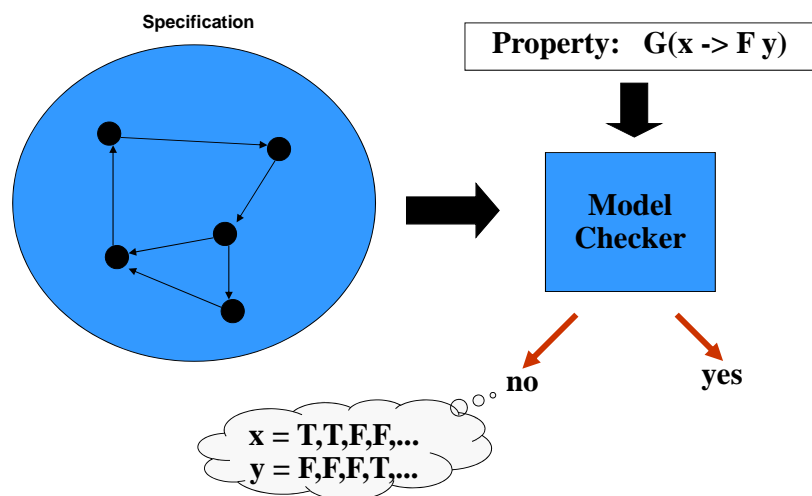 Specification
Property: G(x -> F y)
Model
Checker
no
yes
x = T,T,F,F,...
y = F,F,F,T,...